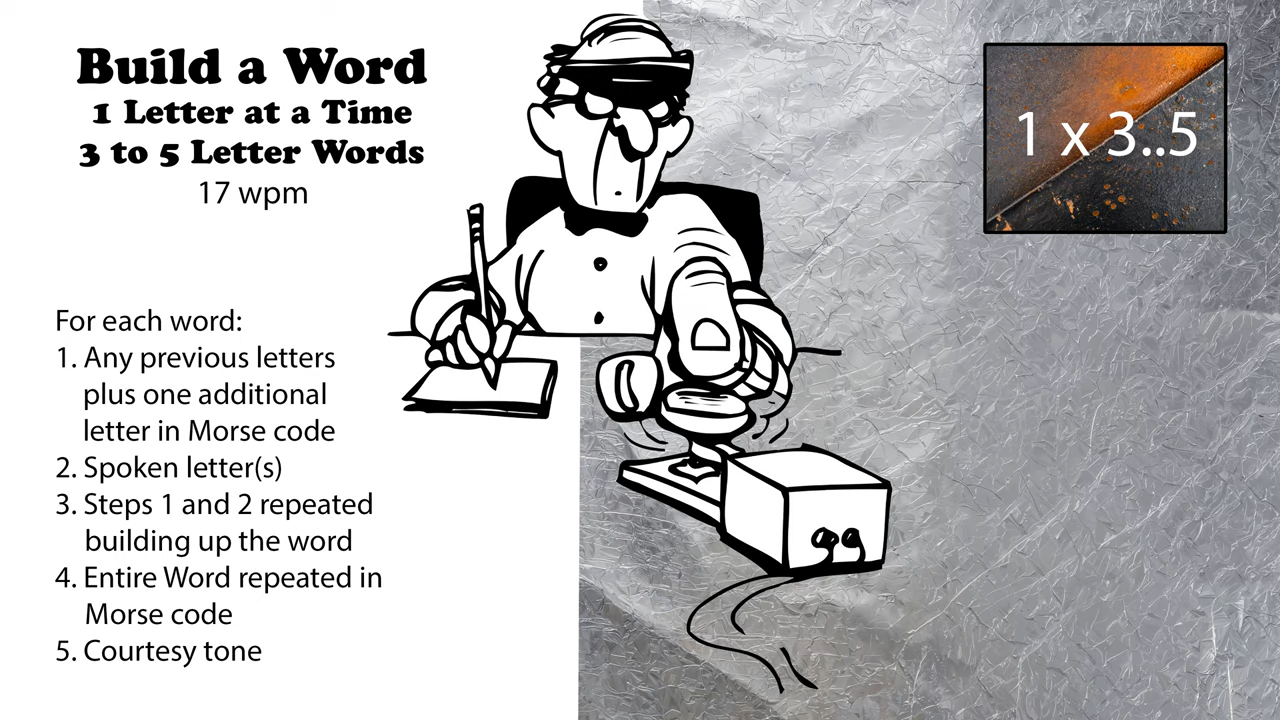 Build a Word
1 Letter at a Time
3 to 5 Letter Words
17 wpm
1 x 3..5
For each word:
1. Any previous letters
plus one additional
letter in Morse code
2. Spoken letter(s)
3. Steps 1 and 2 repeated
building up the word
4. Entire Word repeated in
Morse code
5. Courtesy tone